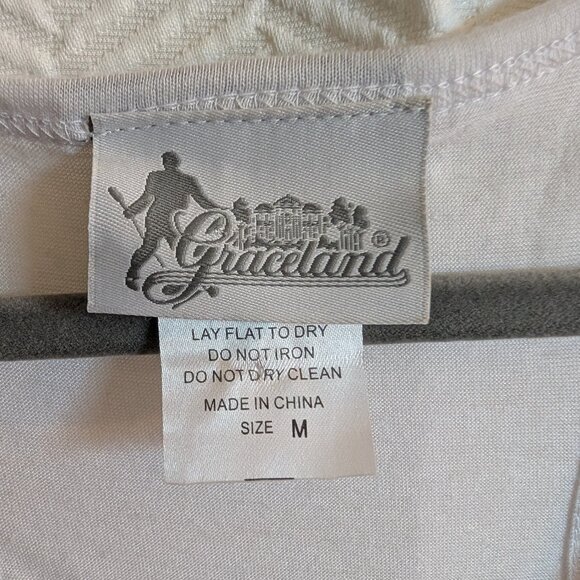 Graceland®
LAY FLAT TO DRY
DO NOT IRON
DO NOT DRY CLEAN
MADE IN CHINA
SIZE M